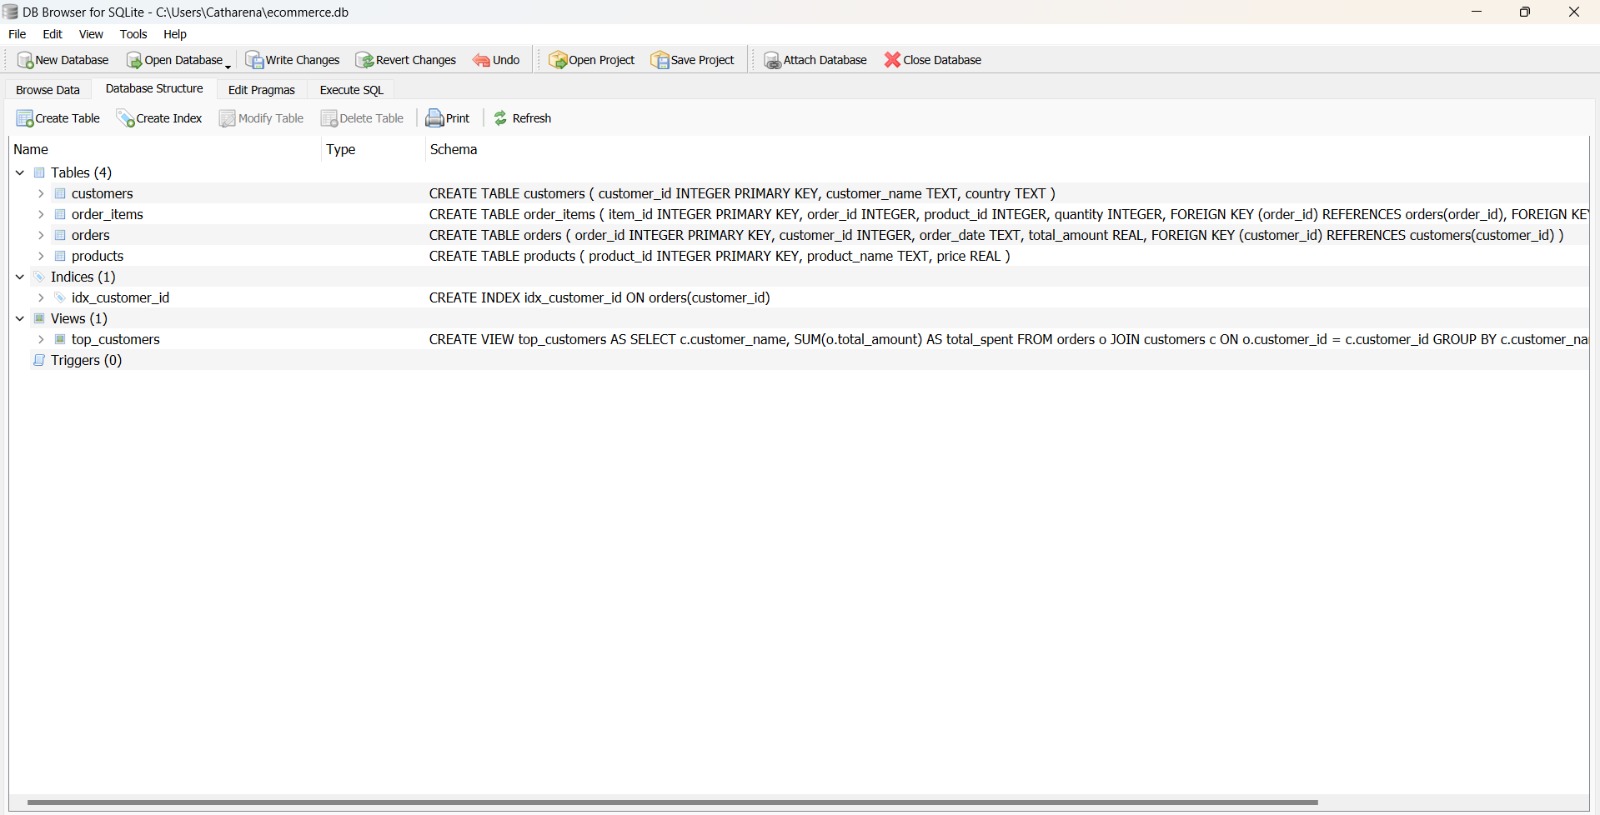 DB Browser for SQLite - C:\Users\Catharena\ecommerce.db
File Edit View Tools Help
New Database Open Database Write Changes Revert Changes Undo Open Project Save Project Attach Database Close Database
Browse Data Database Structure Edit Pragmas Execute SQL
Create Table Create Index Modify Table Delete Table Print Refresh
Name Type Schema
Tables (4)
customers CREATE TABLE customers ( customer_id INTEGER PRIMARY KEY, customer_name TEXT, country TEXT )
order_items CREATE TABLE order_items ( item_id INTEGER PRIMARY KEY, order_id INTEGER, product_id INTEGER, quantity INTEGER, FOREIGN KEY (order_id) REFERENCES orders(order_id), FOREIGN KEY
orders CREATE TABLE orders ( order_id INTEGER PRIMARY KEY, customer_id INTEGER, order_date TEXT, total_amount REAL, FOREIGN KEY (customer_id) REFERENCES customers(customer_id) )
products CREATE TABLE products ( product_id INTEGER PRIMARY KEY, product_name TEXT, price REAL )
Indices (1)
idx_customer_id CREATE INDEX idx_customer_id ON orders(customer_id)
Views (1)
top_customers CREATE VIEW top_customers AS SELECT c.customer_name, SUM(o.total_amount) AS total_spent FROM orders o JOIN customers c ON o.customer_id = c.customer_id GROUP BY c.customer_na
Triggers (0)